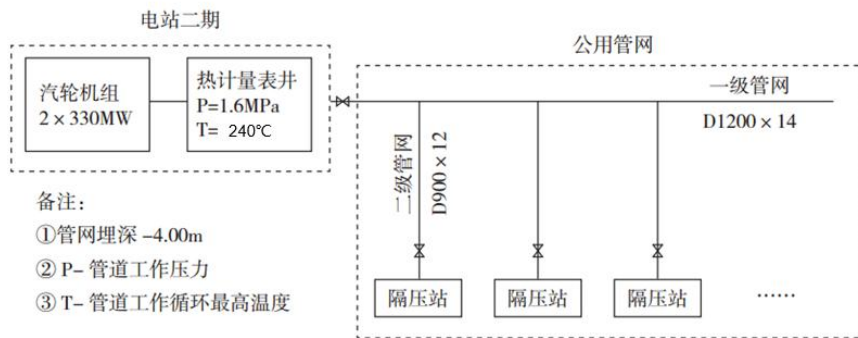 电站二期
公用管网
汽轮机组
2×330MW
热计量表井
P=1.6MPa
T= 240℃
一级管网
D1200×14
二级管网
D900×12
隔压站
隔压站
隔压站
……
备注：
①管网埋深 -4.00m
② P- 管道工作压力
③ T- 管道工作循环最高温度